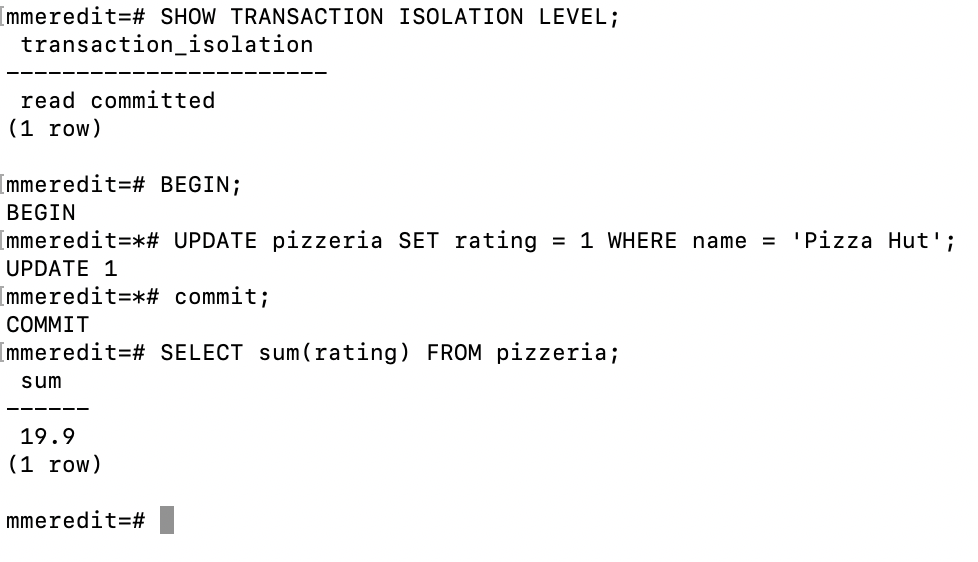 mmeredit=# SHOW TRANSACTION ISOLATION LEVEL;
 transaction_isolation
-----------------------
 read committed
(1 row)

mmeredit=# BEGIN;
BEGIN
mmeredit=*# UPDATE pizzeria SET rating = 1 WHERE name = 'Pizza Hut';
UPDATE 1
mmeredit=*# commit;
COMMIT
mmeredit=# SELECT sum(rating) FROM pizzeria;
 sum
------
 19.9
(1 row)

mmeredit=#